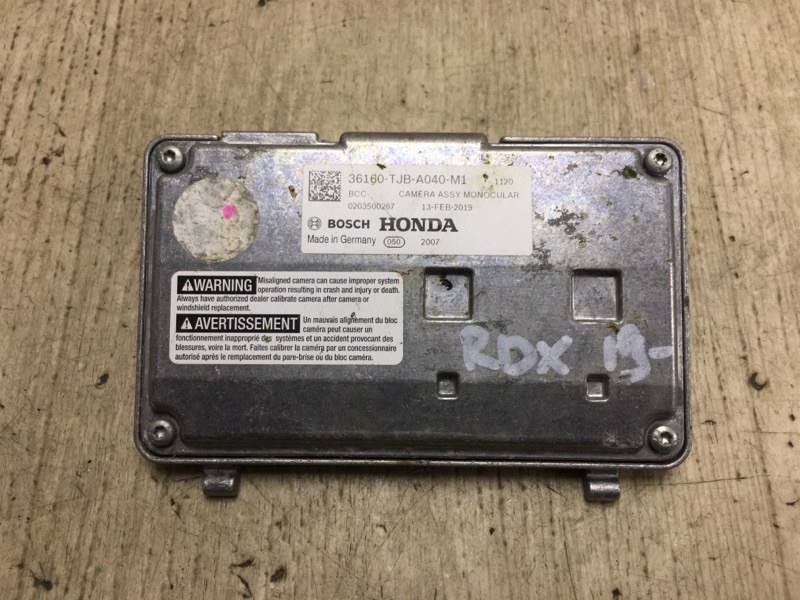 36160-TJB-A040-M1 1120
BCC CAMERA ASSY MONOCULAR
0203500267 13-FEB-2019
BOSCH HONDA
Made in Germany 050 2007
WARNING Misaligned camera can cause improper system
operation resulting in crash and injury or death.
Always have authorized dealer calibrate camera after camera or
windshield replacement.
AVERTISSEMENT Un mauvais alignement du bloc
caméra peut causer un
fonctionnement inapproprié des systèmes et un accident provocant des
blessures, voire la mort. Faites calibrer la caméra par un concessionnaire
autorisé après le remplacement du pare-brise ou du bloc caméra.
RDX 19-